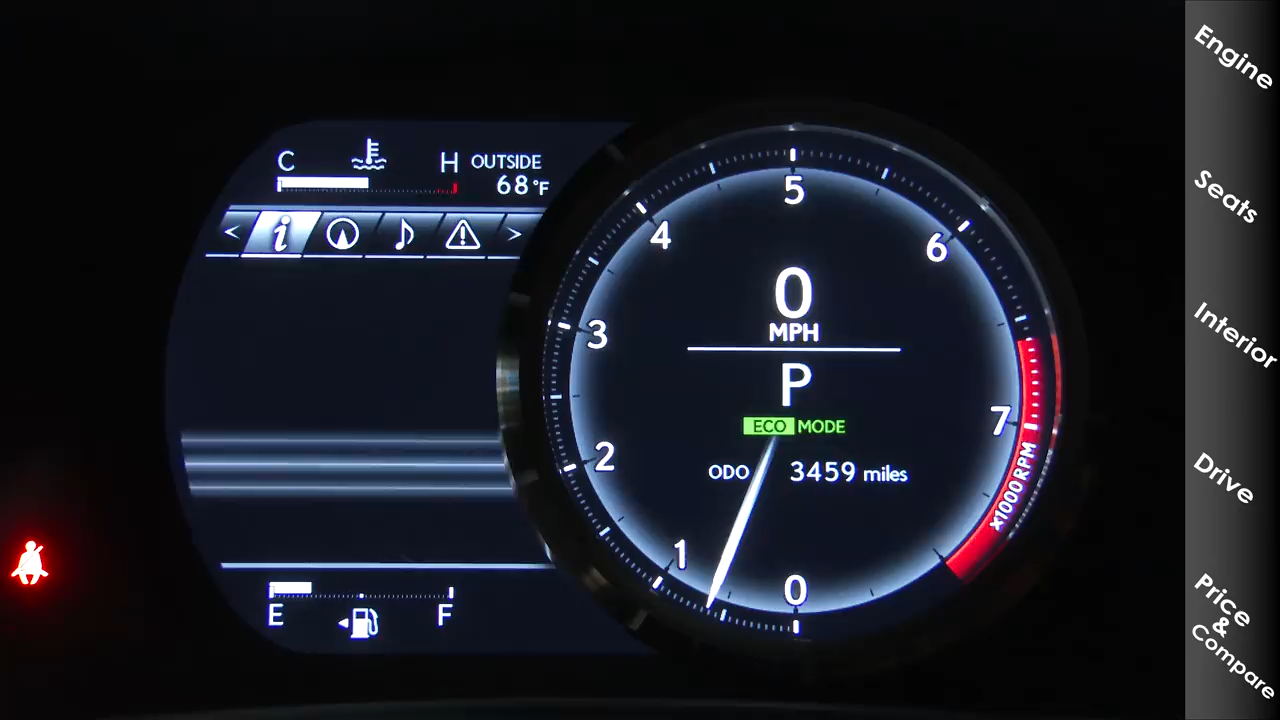 C H OUTSIDE
68°F
< i >
5
4
6
0
MPH
3
P
7
ECO MODE
2
ODO 3459 miles
x1000RPM
1
0
E F
Engine
Seats
Interior
Drive
Price
&
Compare